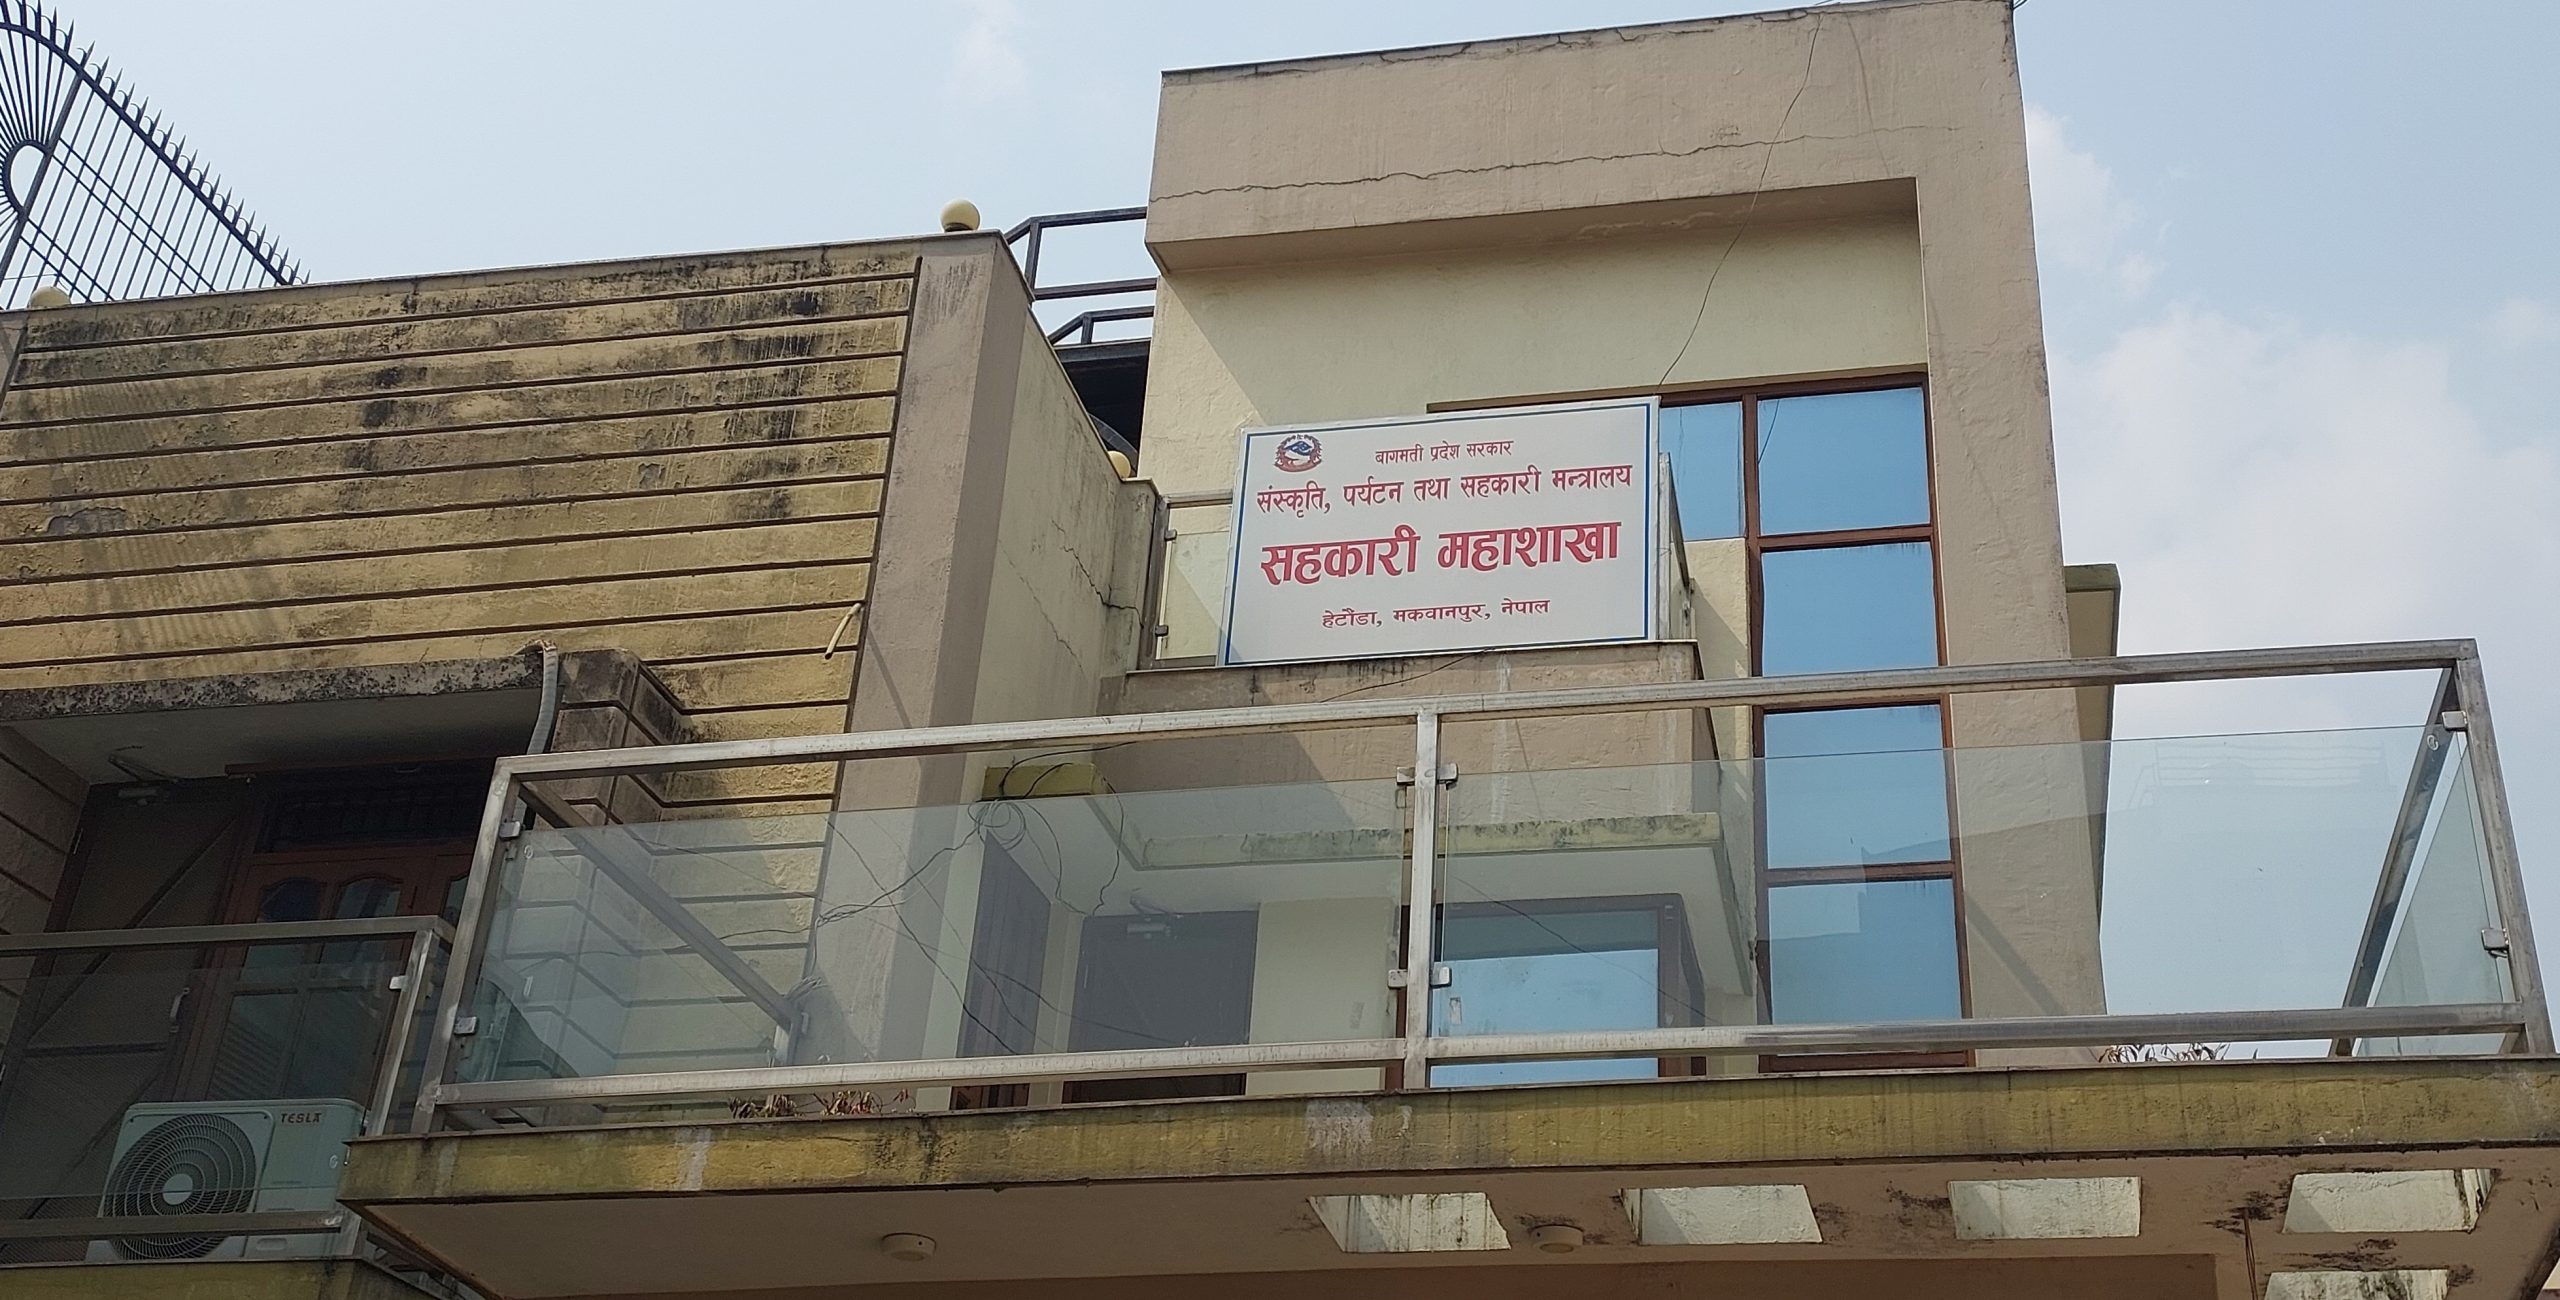 बागमती प्रदेश सरकार
संस्कृति, पर्यटन तथा सहकारी मन्त्रालय
सहकारी महाशाखा
हेटौंडा, मकवानपुर, नेपाल
TESLA